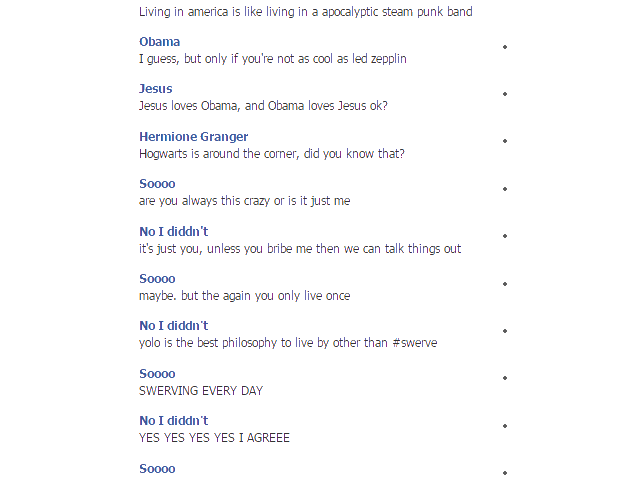 Living in america is like living in a apocalyptic steam punk band
Obama
I guess, but only if you're not as cool as led zepplin
Jesus
Jesus loves Obama, and Obama loves Jesus ok?
Hermione Granger
Hogwarts is around the corner, did you know that?
Soooo
are you always this crazy or is it just me
No I diddn't
it's just you, unless you bribe me then we can talk things out
Soooo
maybe. but the again you only live once
No I diddn't
yolo is the best philosophy to live by other than #swerve
Soooo
SWERVING EVERY DAY
No I diddn't
YES YES YES YES I AGREEE
Soooo